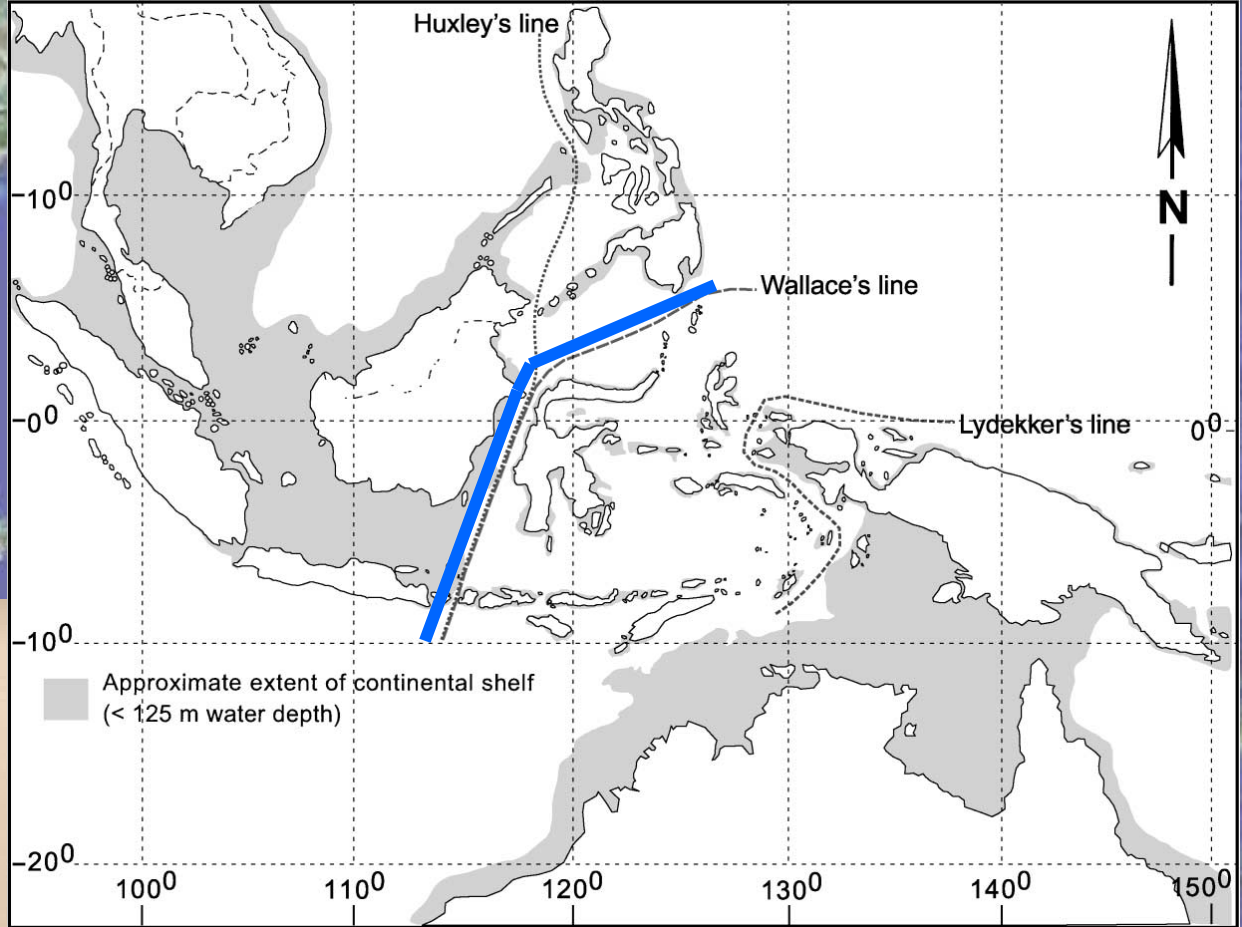 Huxley's line
N
–10⁰
Wallace's line
–0⁰
Lydekker's line
0⁰
–10⁰
Approximate extent of continental shelf
(< 125 m water depth)
–20⁰
100⁰
110⁰
120⁰
130⁰
140⁰
150⁰